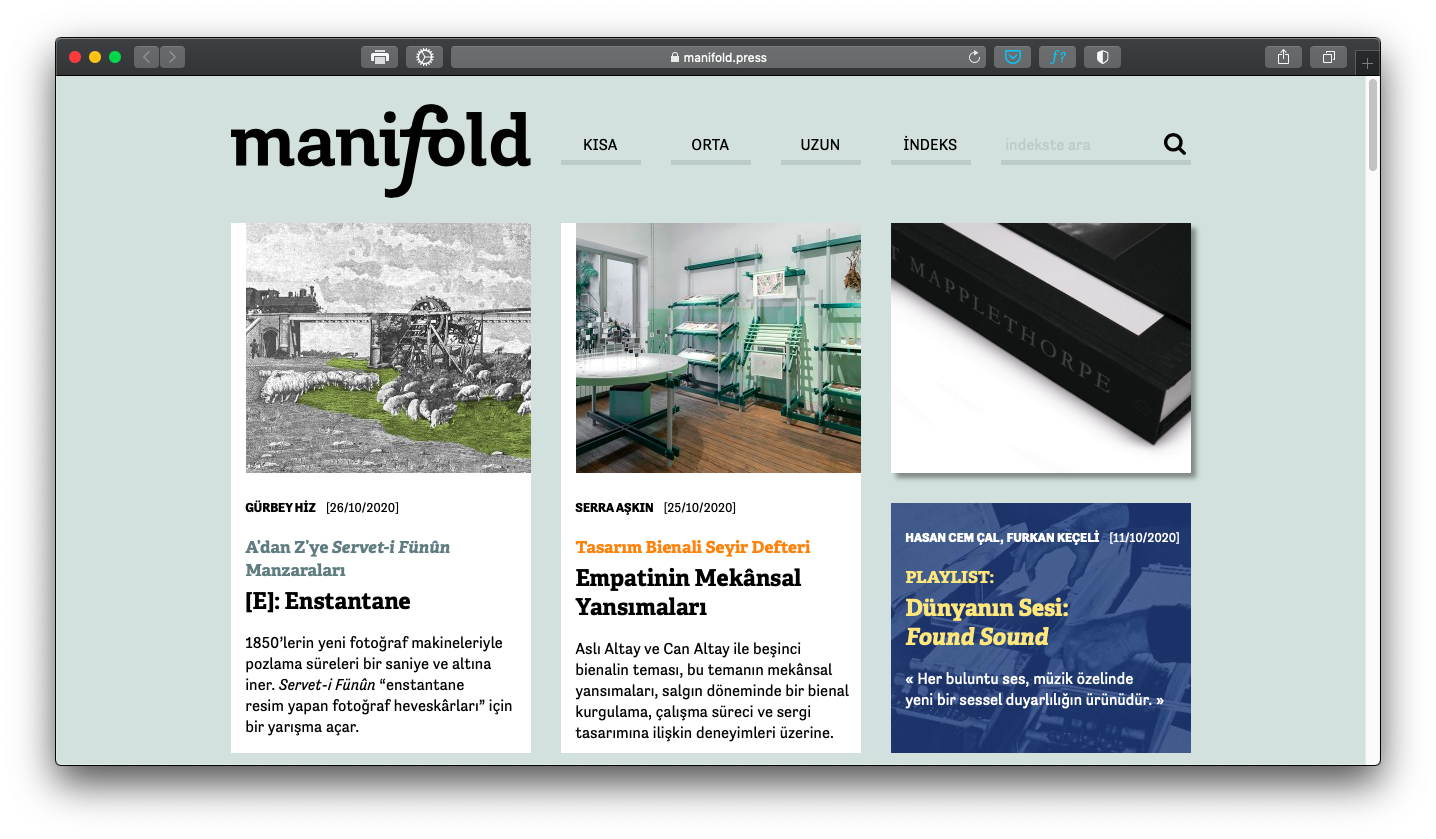 manifold.press
manifold
KISA
ORTA
UZUN
İNDEKS
indekste ara
GÜRBEY HİZ [26/10/2020]
A’dan Z’ye Servet-i Fünûn
Manzaraları
[E]: Enstantane
1850’lerin yeni fotoğraf makineleriyle
pozlama süreleri bir saniye ve altına
iner. Servet-i Fünûn “enstantane
resim yapan fotoğraf heveskârları” için
bir yarışma açar.
SERRA AŞKIN [25/10/2020]
Tasarım Bienali Seyir Defteri
Empatinin Mekânsal
Yansımaları
Aslı Altay ve Can Altay ile beşinci
bienalin teması, bu temanın mekânsal
yansımaları, salgın döneminde bir bienal
kurgulama, çalışma süreci ve sergi
tasarımına ilişkin deneyimleri üzerine.
T MAPPLETHORPE
HASAN CEM ÇAL, FURKAN KEÇELİ [11/10/2020]
PLAYLIST:
Dünyanın Sesi:
Found Sound
« Her buluntu ses, müzik özelinde
yeni bir sessel duyarlılığın ürünüdür. »